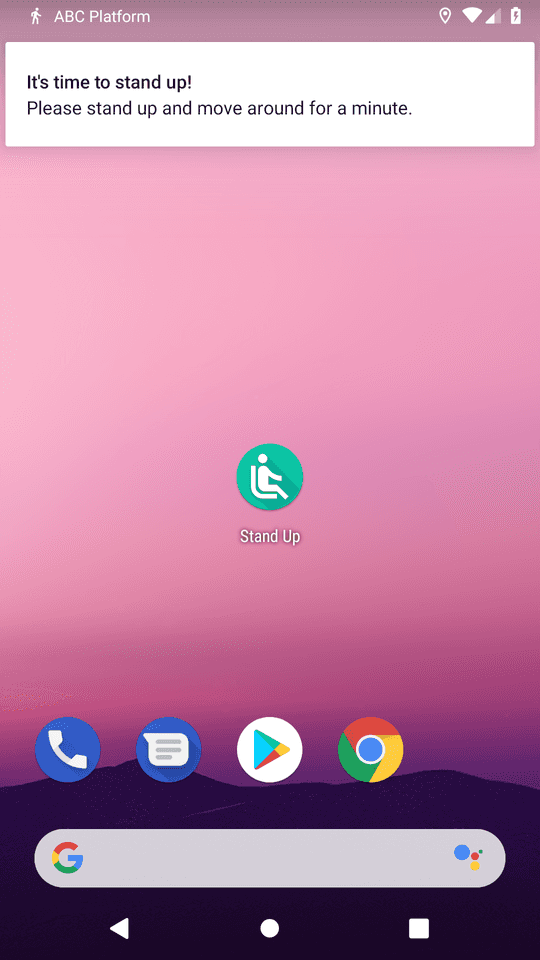 ABC Platform
It's time to stand up!
Please stand up and move around for a minute.
Stand Up